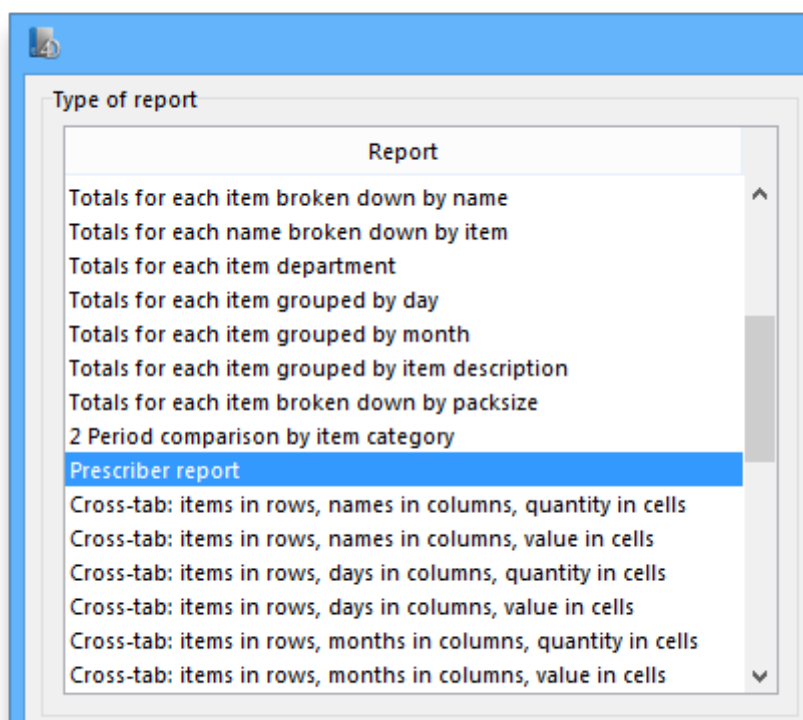 Type of report
Report
Totals for each item broken down by name
Totals for each name broken down by item
Totals for each item department
Totals for each item grouped by day
Totals for each item grouped by month
Totals for each item grouped by item description
Totals for each item broken down by packsize
2 Period comparison by item category
Prescriber report
Cross-tab: items in rows, names in columns, quantity in cells
Cross-tab: items in rows, names in columns, value in cells
Cross-tab: items in rows, days in columns, quantity in cells
Cross-tab: items in rows, days in columns, value in cells
Cross-tab: items in rows, months in columns, quantity in cells
Cross-tab: items in rows, months in columns, value in cells